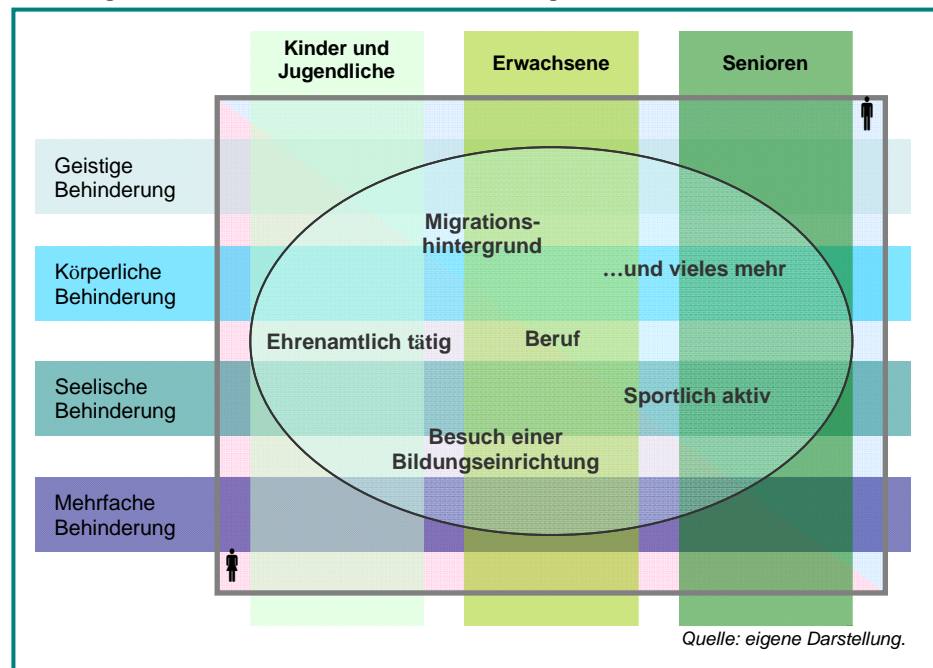 Kinder und
Jugendliche
Erwachsene
Senioren
Geistige
Behinderung
Migrations-
hintergrund
Körperliche
Behinderung
...und vieles mehr
Ehrenamtlich tätig
Beruf
Seelische
Behinderung
Sportlich aktiv
Besuch einer
Bildungseinrichtung
Mehrfache
Behinderung
Quelle: eigene Darstellung.